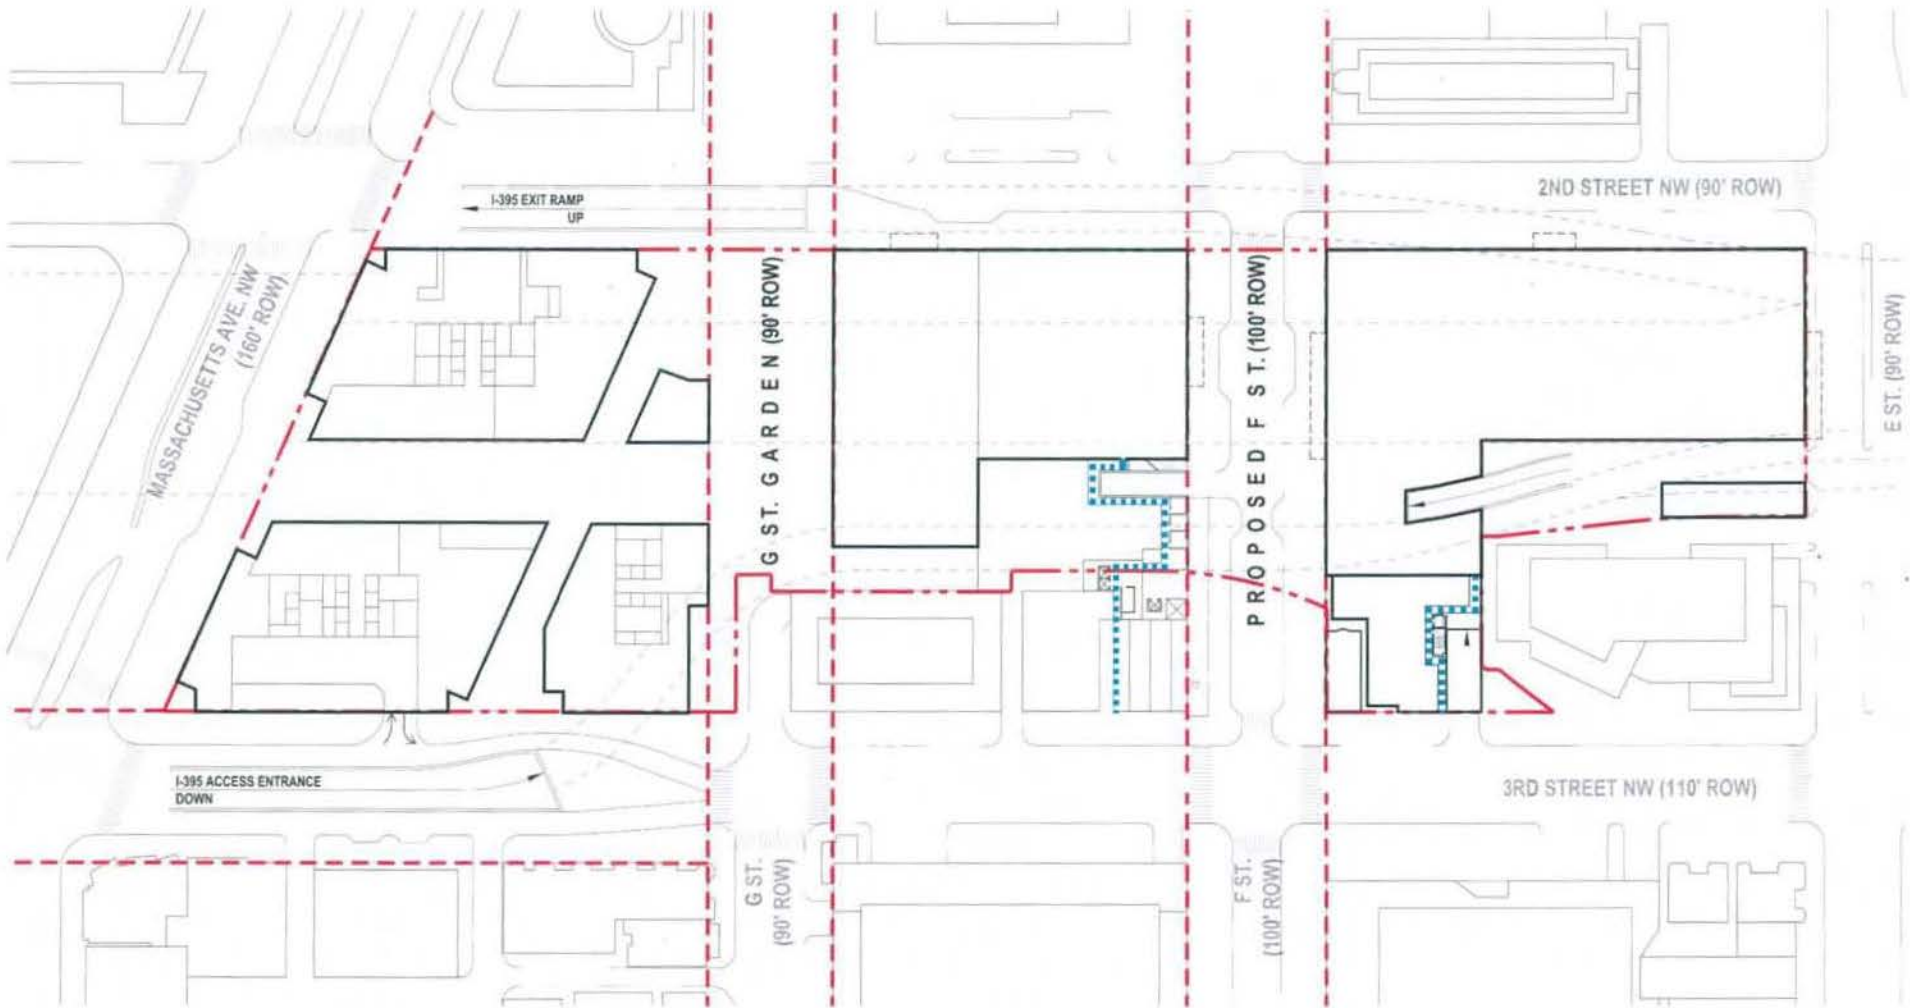 2ND STREET NW (90' ROW)
I-395 EXIT RAMP
UP
MASSACHUSETTS AVE. NW
(160' ROW)
G ST. GARDEN (90' ROW)
PROPOSED F ST. (100' ROW)
E ST. (90' ROW)
I-395 ACCESS ENTRANCE
DOWN
3RD STREET NW (110' ROW)
G ST.
(90' ROW)
F ST.
(100' ROW)